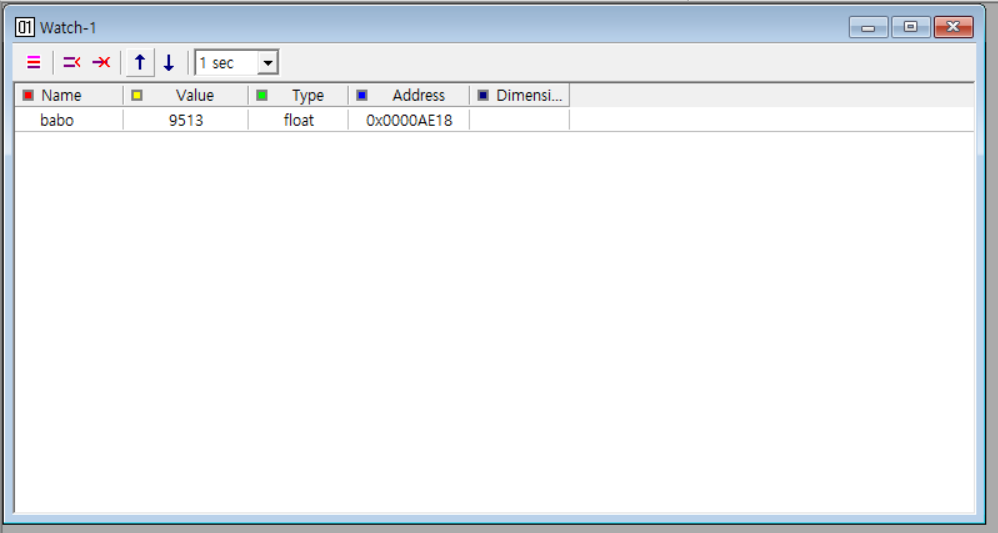 01 Watch-1
1 sec
Name Value Type Address Dimensi...
babo 9513 float 0x0000AE18